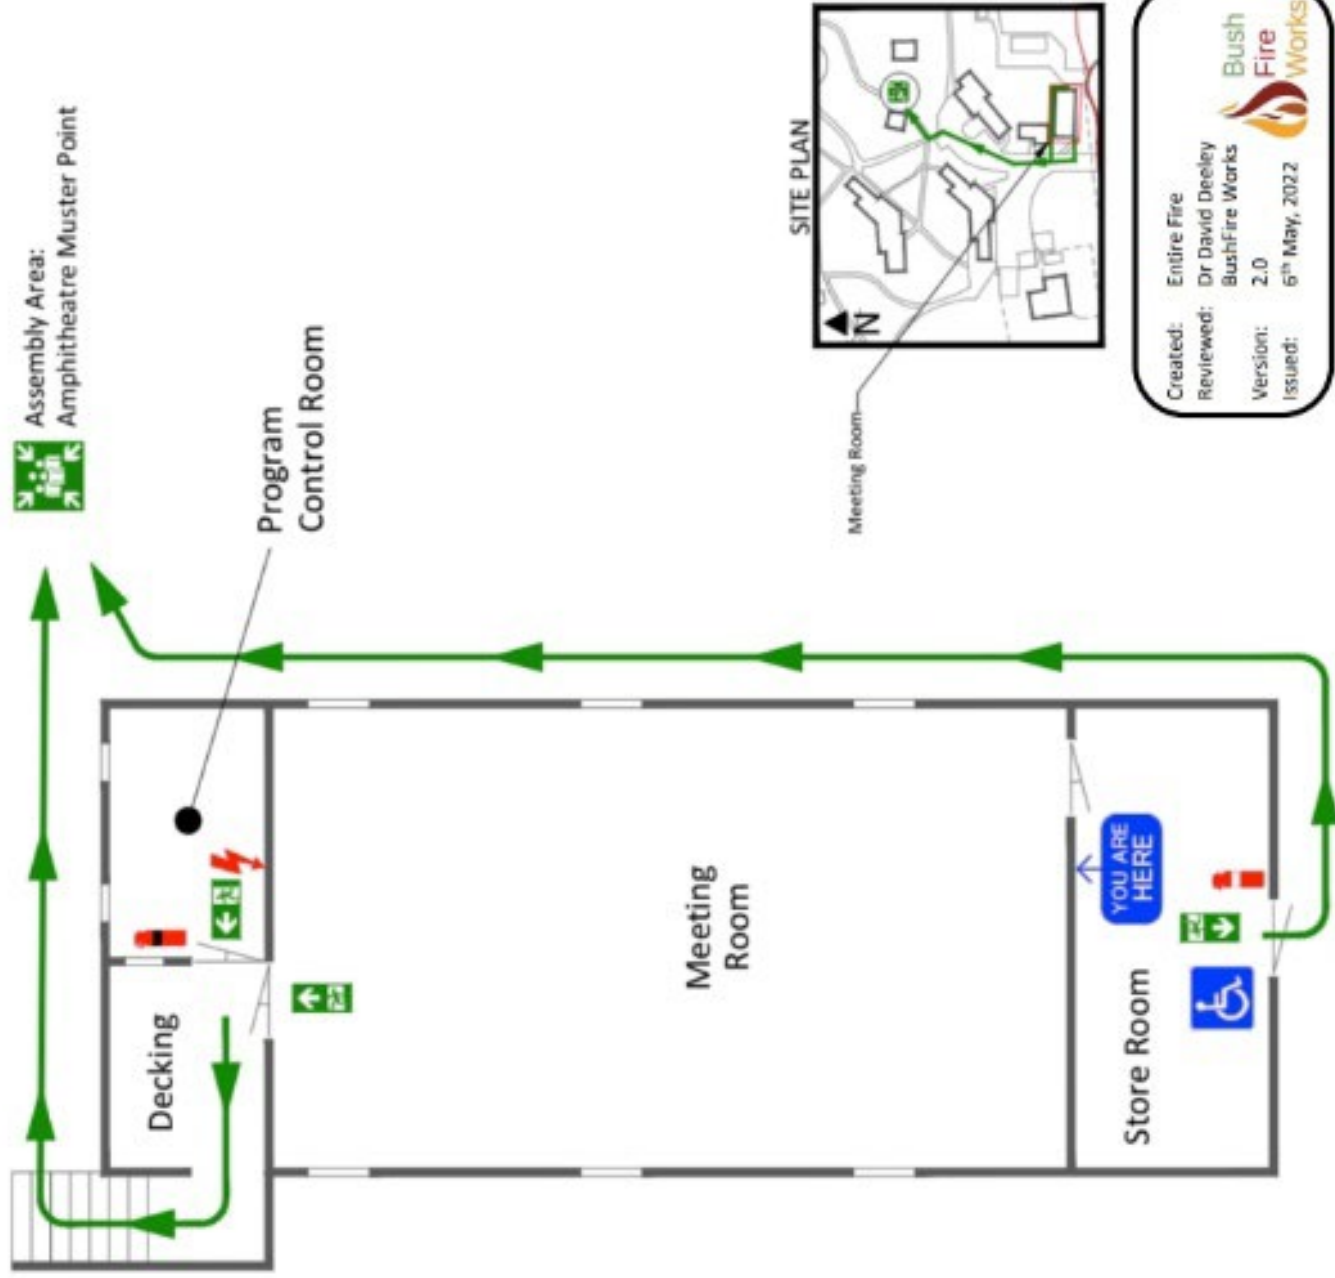 Assembly Area:
Amphitheatre Muster Point
Program
Control Room
Decking
Meeting
Room
Store Room
YOU ARE
HERE
SITE PLAN
N
Meeting Room
Created: Entire Fire
Reviewed: Dr David Deeley
BushFire Works
Version: 2.0
Issued: 6th May, 2022
Bush
Fire
Works